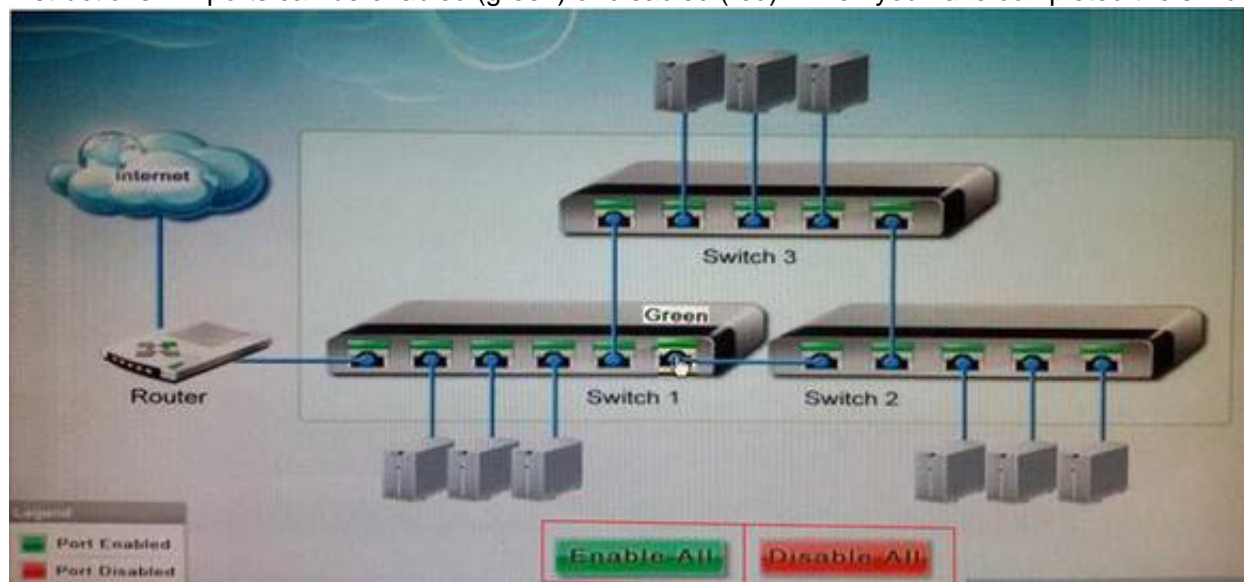 Internet
Switch 3
Green
Router
Switch 1
Switch 2
Legend
Port Enabled
Port Disabled
Enable All
Disable All